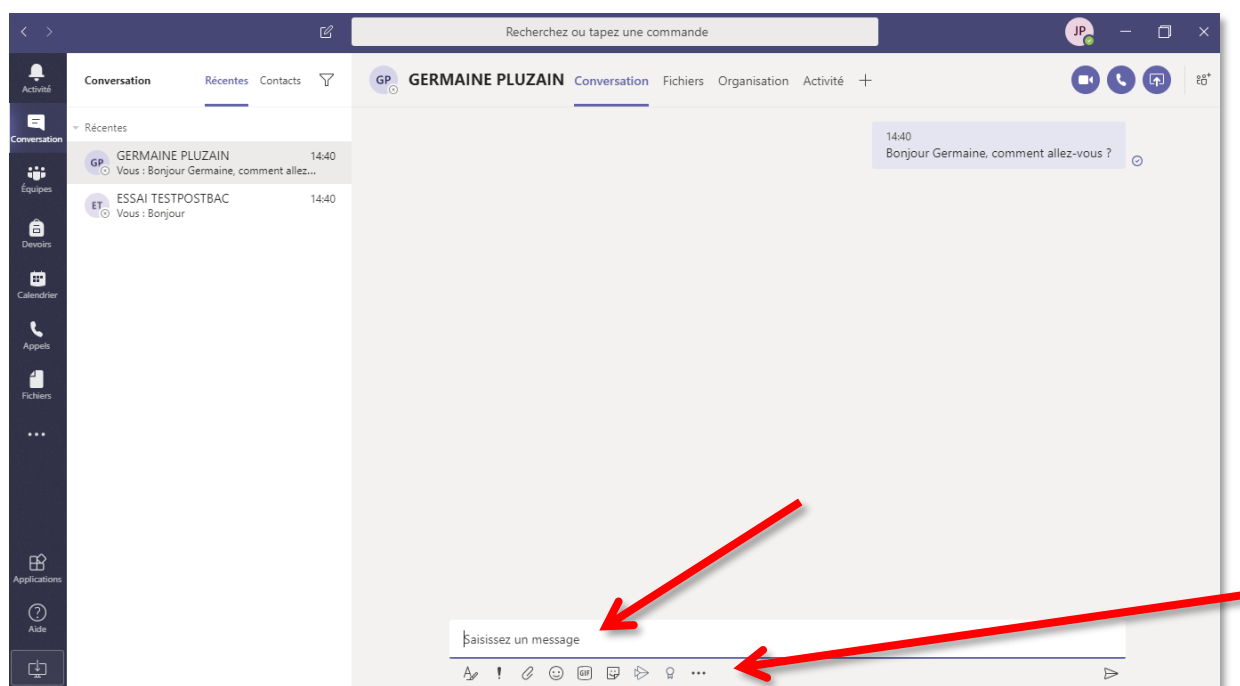 Recherchez ou tapez une commande
JP
Activité
Conversation
Équipes
Devoirs
Calendrier
Appels
Fichiers
Applications
Aide
Conversation Récentes Contacts
Récentes
GP
GERMAINE PLUZAIN 14:40
Vous : Bonjour Germaine, comment allez...
ET
ESSAI TESTPOSTBAC 14:40
Vous : Bonjour
GP GERMAINE PLUZAIN Conversation Fichiers Organisation Activité
14:40
Bonjour Germaine, comment allez-vous ?
Saisissez un message
GIF